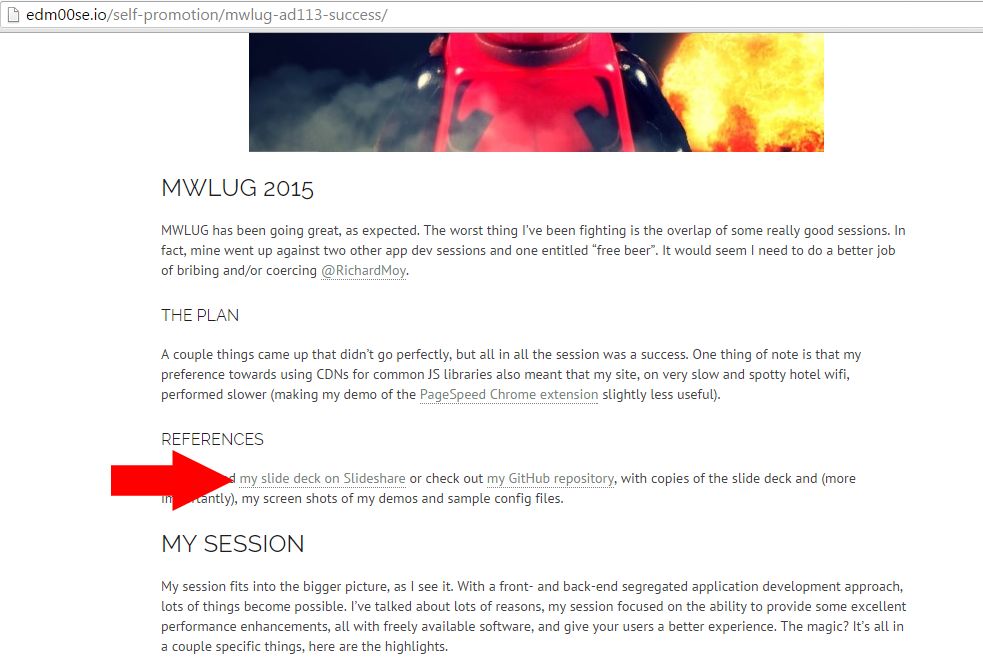 edm00se.io/self-promotion/mwlug-ad113-success/
MWLUG 2015
MWLUG has been going great, as expected. The worst thing I've been fighting is the overlap of some really good sessions. In
fact, mine went up against two other app dev sessions and one entitled “free beer”. It would seem I need to do a better job
of bribing and/or coercing @RichardMoy.
THE PLAN
A couple things came up that didn't go perfectly, but all in all the session was a success. One thing of note is that my
preference towards using CDNs for common JS libraries also meant that my site, on very slow and spotty hotel wifi,
performed slower (making my demo of the PageSpeed Chrome extension slightly less useful).
REFERENCES
my slide deck on Slideshare or check out my GitHub repository, with copies of the slide deck and (more
my screen shots of my demos and sample config files.
MY SESSION
My session fits into the bigger picture, as I see it. With a front- and back-end segregated application development approach,
lots of things become possible. I've talked about lots of reasons, my session focused on the ability to provide some excellent
performance enhancements, all with freely available software, and give your users a better experience. The magic? It's all in
a couple specific things, here are the highlights.